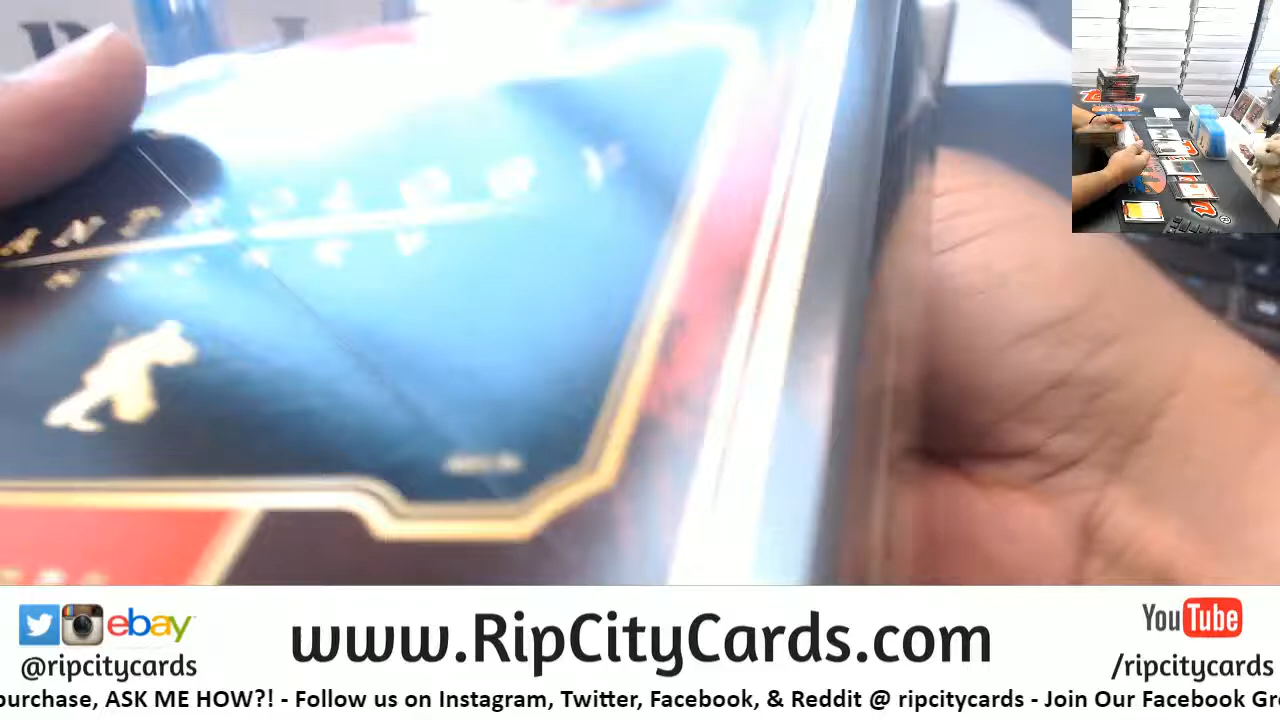 ebay
@ripcitycards
www.RipCityCards.com
YouTube
/ripcitycards
purchase, ASK ME HOW?! - Follow us on Instagram, Twitter, Facebook, & Reddit @ ripcitycards - Join Our Facebook Gr